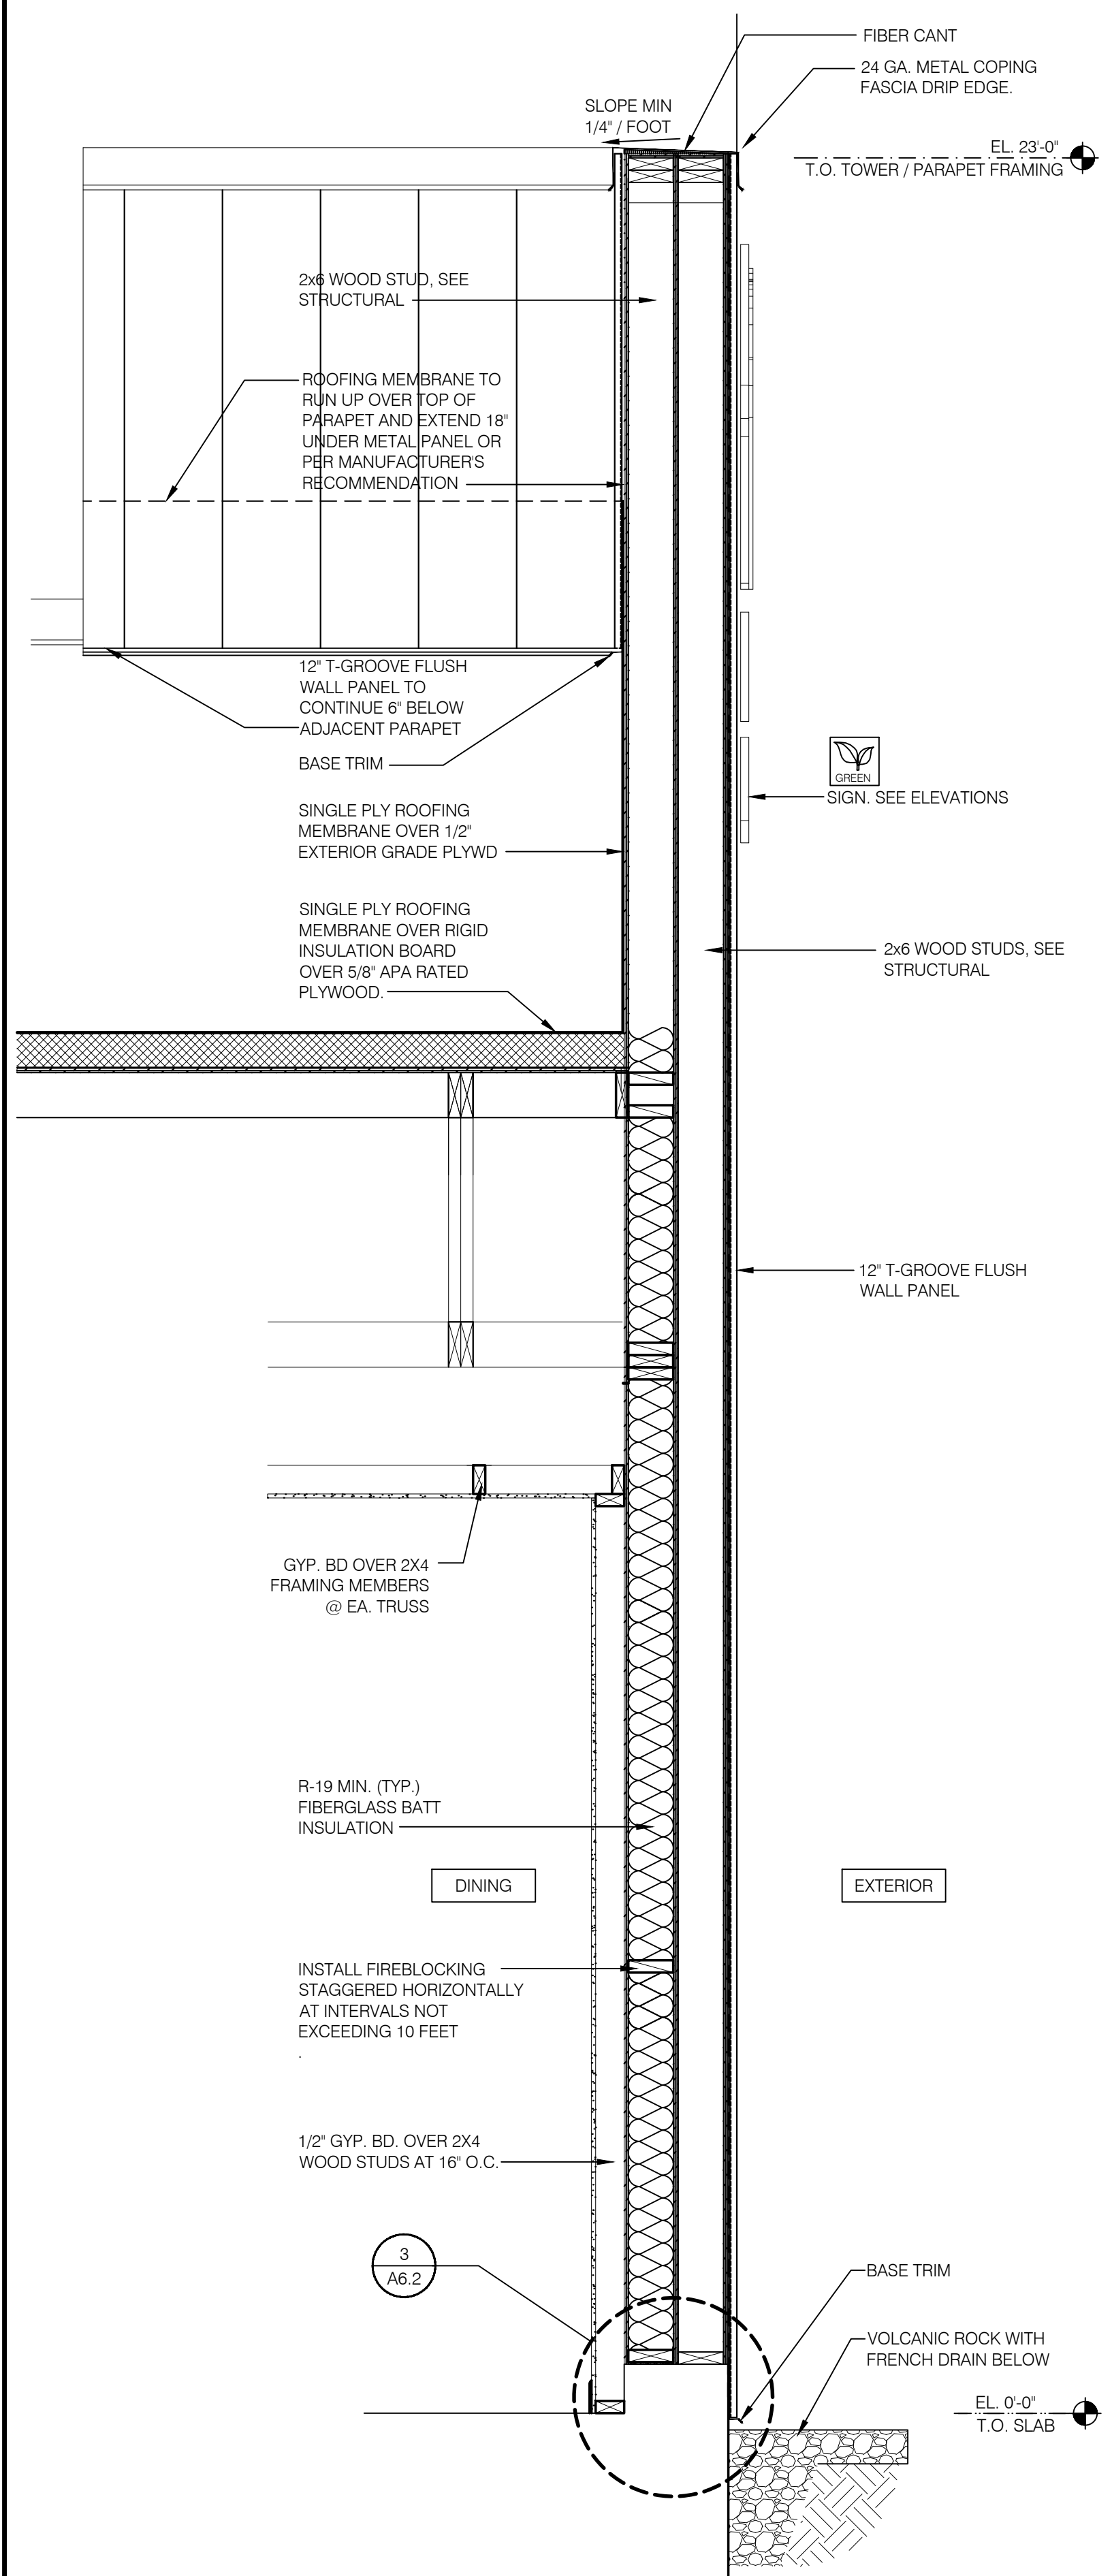 FIBER CANT
24 GA. METAL COPING
FASCIA DRIP EDGE.
SLOPE MIN
1/4" / FOOT
EL. 23'-0"
T.O. TOWER / PARAPET FRAMING
2x6 WOOD STUD, SEE
STRUCTURAL
ROOFING MEMBRANE TO
RUN UP OVER TOP OF
PARAPET AND EXTEND 18"
UNDER METAL PANEL OR
PER MANUFACTURER'S
RECOMMENDATION
12" T-GROOVE FLUSH
WALL PANEL TO
CONTINUE 6" BELOW
ADJACENT PARAPET
BASE TRIM
GREEN
SIGN. SEE ELEVATIONS
SINGLE PLY ROOFING
MEMBRANE OVER 1/2"
EXTERIOR GRADE PLYWD
SINGLE PLY ROOFING
MEMBRANE OVER RIGID
INSULATION BOARD
OVER 5/8" APA RATED
PLYWOOD.
2x6 WOOD STUDS, SEE
STRUCTURAL
12" T-GROOVE FLUSH
WALL PANEL
GYP. BD OVER 2X4
FRAMING MEMBERS
@ EA. TRUSS
R-19 MIN. (TYP.)
FIBERGLASS BATT
INSULATION
DINING
EXTERIOR
INSTALL FIREBLOCKING
STAGGERED HORIZONTALLY
AT INTERVALS NOT
EXCEEDING 10 FEET
.
1/2" GYP. BD. OVER 2X4
WOOD STUDS AT 16" O.C.
3
A6.2
BASE TRIM
VOLCANIC ROCK WITH
FRENCH DRAIN BELOW
EL. 0'-0"
T.O. SLAB